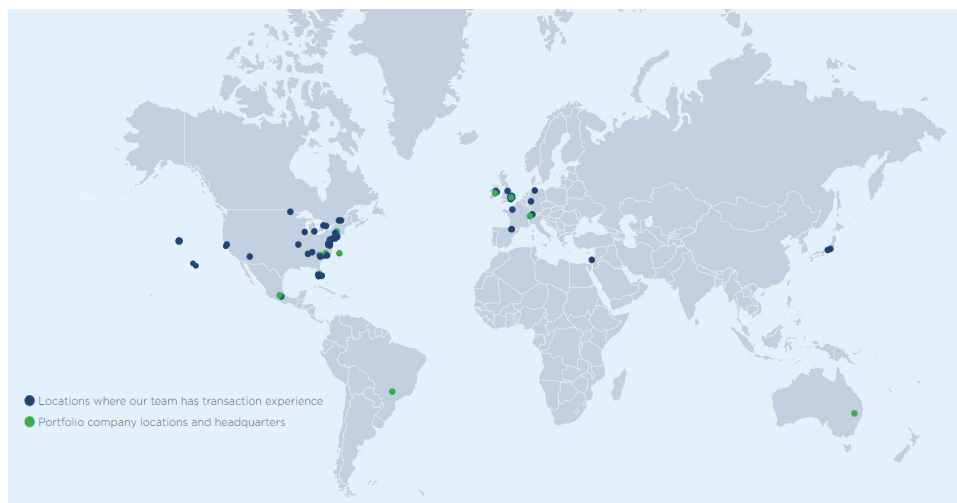 Locations where our team has transaction experience
Portfolio company locations and headquarters